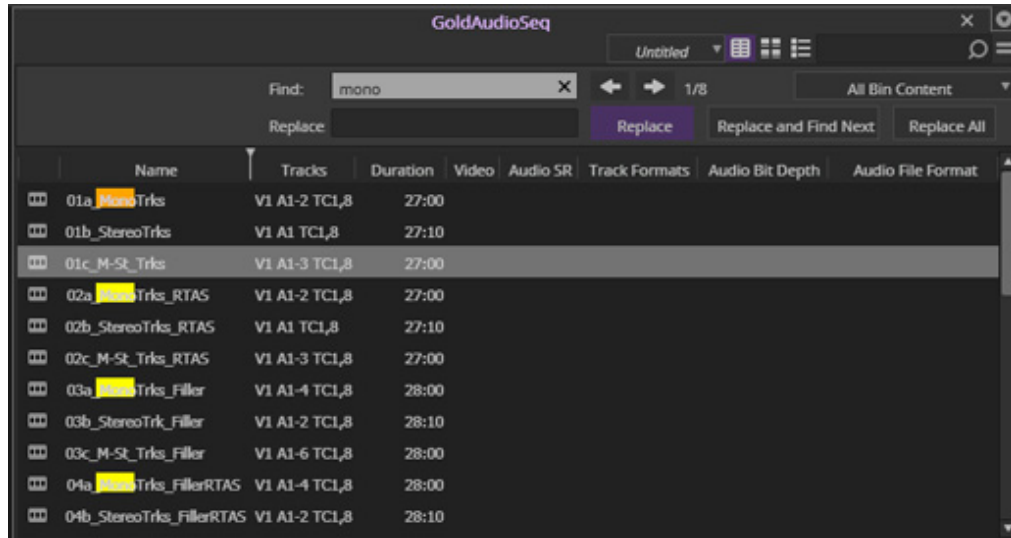 GoldAudioSeq
Untitled
Find: mono 1/8 All Bin Content
Replace Replace Replace and Find Next Replace All
Name Tracks Duration Video Audio SR Track Formats Audio Bit Depth Audio File Format
01a_MonoTrks V1 A1-2 TC1,8 27:00
01b_StereoTrks V1 A1 TC1,8 27:10
01c_M-St_Trks V1 A1-3 TC1,8 27:00
02a_MonoTrks_RTAS V1 A1-2 TC1,8 27:00
02b_StereoTrks_RTAS V1 A1 TC1,8 27:10
02c_M-St_Trks_RTAS V1 A1-3 TC1,8 27:00
03a_MonoTrks_Filler V1 A1-4 TC1,8 28:00
03b_StereoTrk_Filler V1 A1-2 TC1,8 28:10
03c_M-St_Trks_Filler V1 A1-6 TC1,8 28:00
04a_MonoTrks_FillerRTAS V1 A1-4 TC1,8 28:00
04b_StereoTrks_FillerRTAS V1 A1-2 TC1,8 28:10